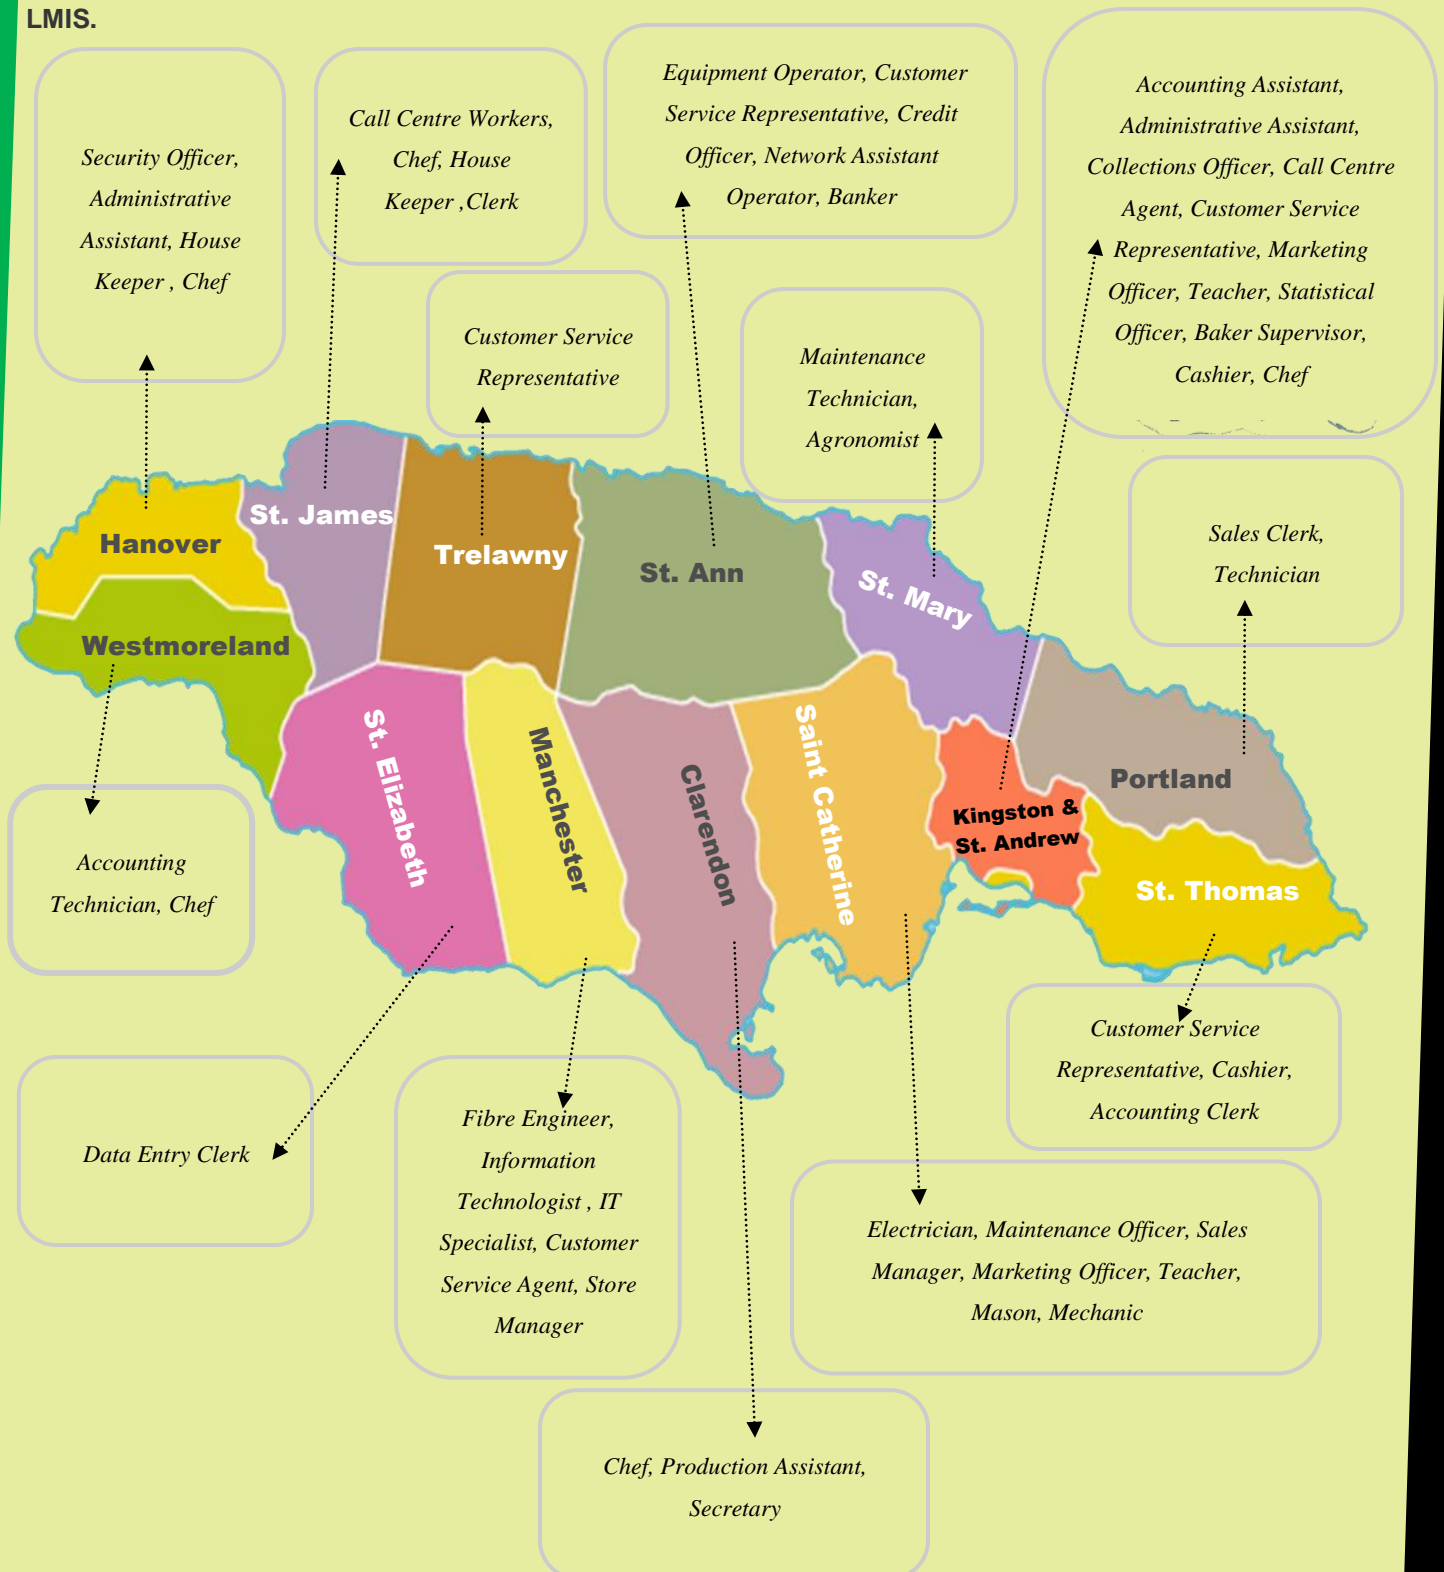 LMIS.
Security Officer,
Administrative
Assistant, House
Keeper , Chef
Call Centre Workers,
Chef, House
Keeper ,Clerk
Equipment Operator, Customer
Service Representative, Credit
Officer, Network Assistant
Operator, Banker
Accounting Assistant,
Administrative Assistant,
Collections Officer, Call Centre
Agent, Customer Service
Representative, Marketing
Officer, Teacher, Statistical
Officer, Baker Supervisor,
Cashier, Chef
Customer Service
Representative
Maintenance
Technician,
Agronomist
Sales Clerk,
Technician
Hanover
St. James
Trelawny
St. Ann
St. Mary
Westmoreland
St. Elizabeth
Manchester
Clarendon
Saint Catherine
Kingston &
St. Andrew
Portland
St. Thomas
Accounting
Technician, Chef
Data Entry Clerk
Fibre Engineer,
Information
Technologist , IT
Specialist, Customer
Service Agent, Store
Manager
Customer Service
Representative, Cashier,
Accounting Clerk
Electrician, Maintenance Officer, Sales
Manager, Marketing Officer, Teacher,
Mason, Mechanic
Chef, Production Assistant,
Secretary